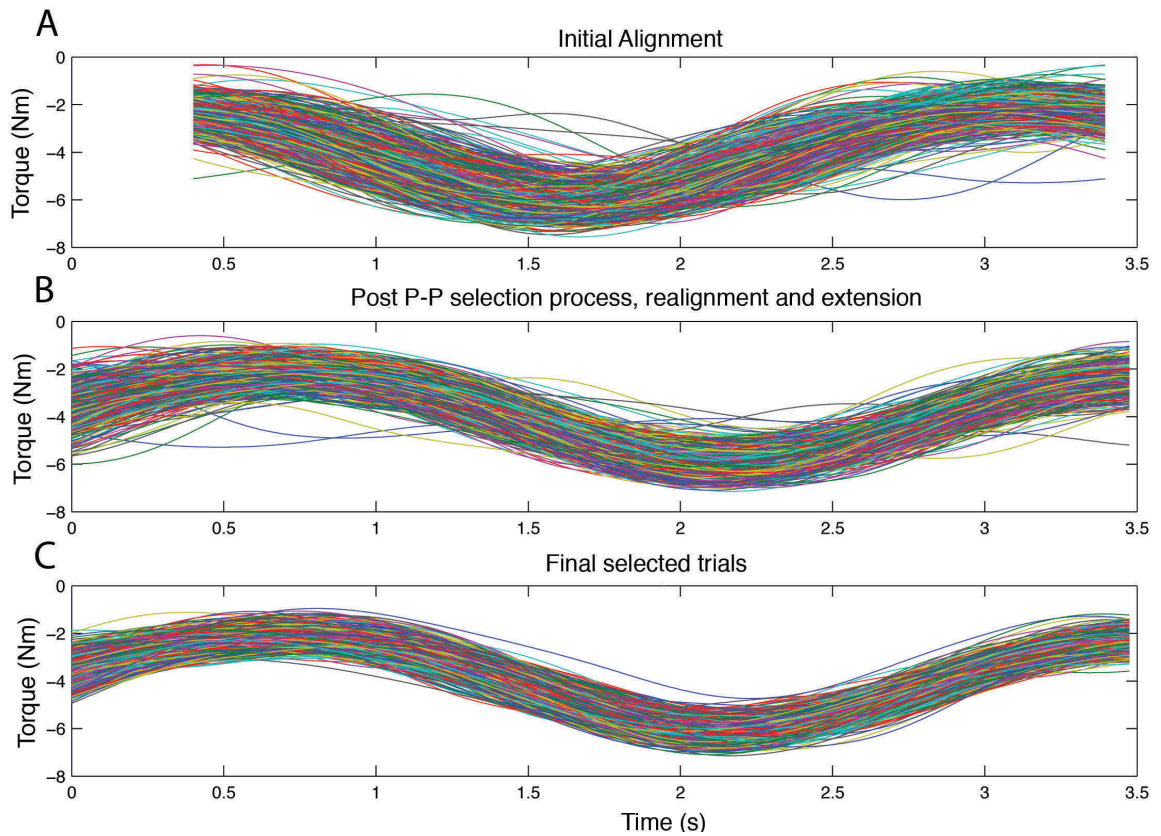 A
Initial Alignment
Torque (Nm)
0
−2
−4
−6
−8
0 0.5 1 1.5 2 2.5 3 3.5
B
Post P-P selection process, realignment and extension
Torque (Nm)
0
−2
−4
−6
−8
0 0.5 1 1.5 2 2.5 3 3.5
C
Final selected trials
Torque (Nm)
0
−2
−4
−6
−8
0 0.5 1 1.5 2 2.5 3 3.5
Time (s)